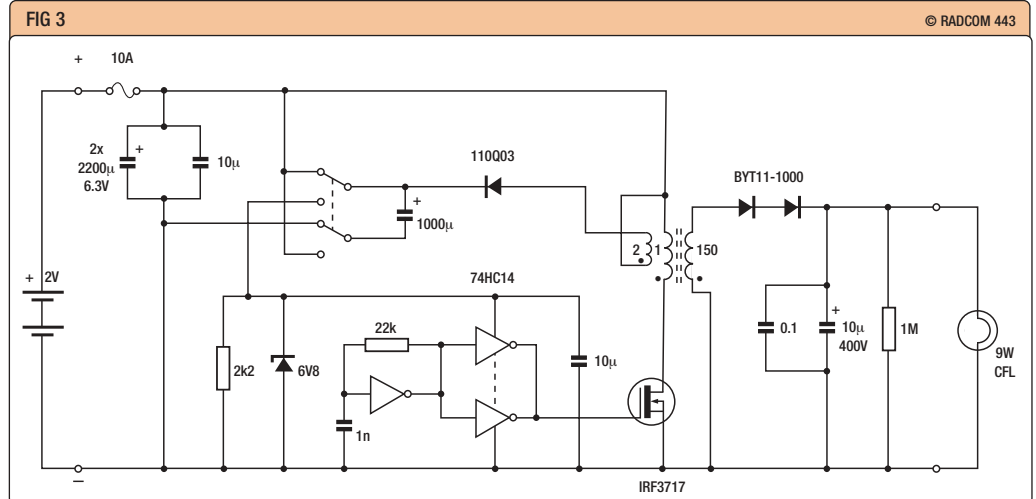 FIG 3
© RADCOM 443
+
10A
2x
2200µ
6.3V
+
10µ
110Q03
BYT11-1000
+
1000µ
2
1
150
+ 2V
74HC14
22k
2k2
6V8
10µ
1n
0.1
+
10µ
400V
1M
9W
CFL
–
IRF3717